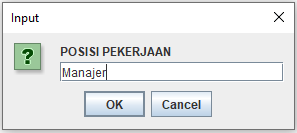 Input
POSISI PEKERJAAN
Manajer
OK Cancel